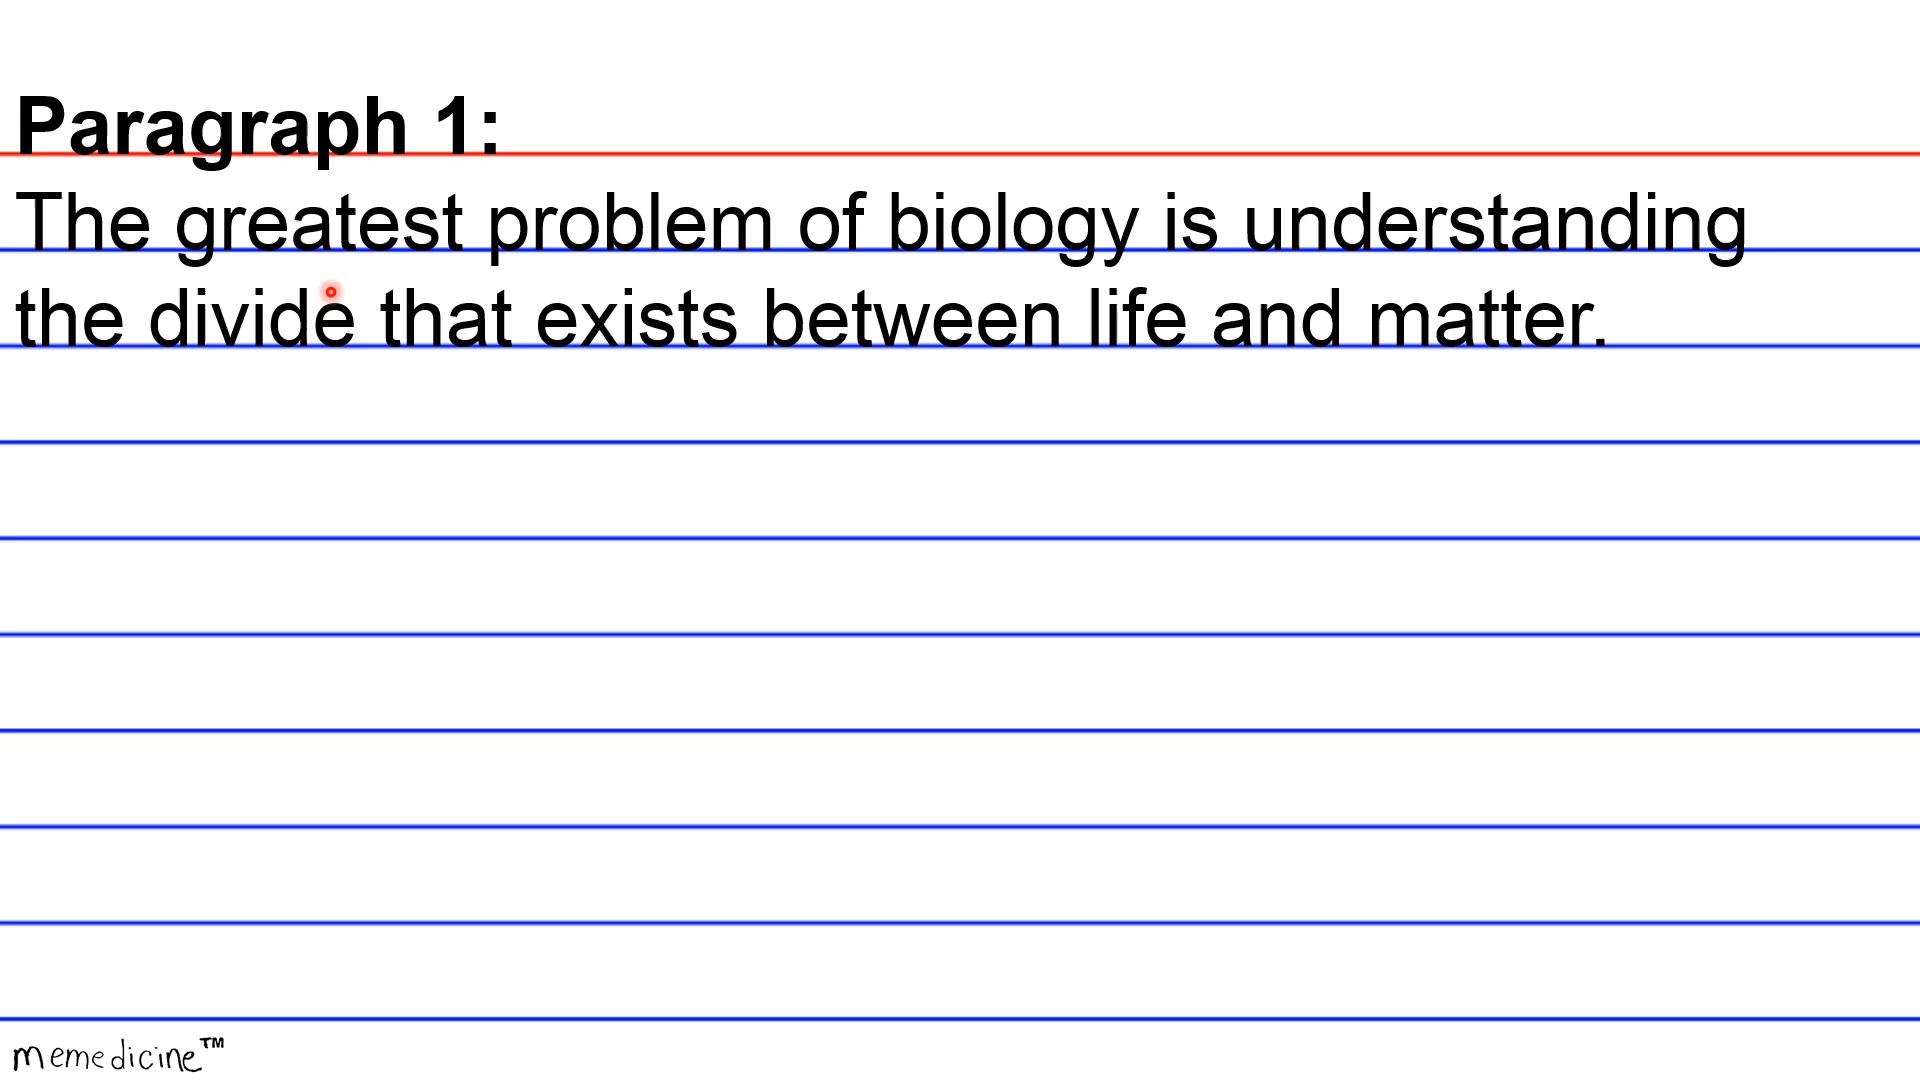 Paragraph 1:
The greatest problem of biology is understanding
the divide that exists between life and matter.
memedicine™